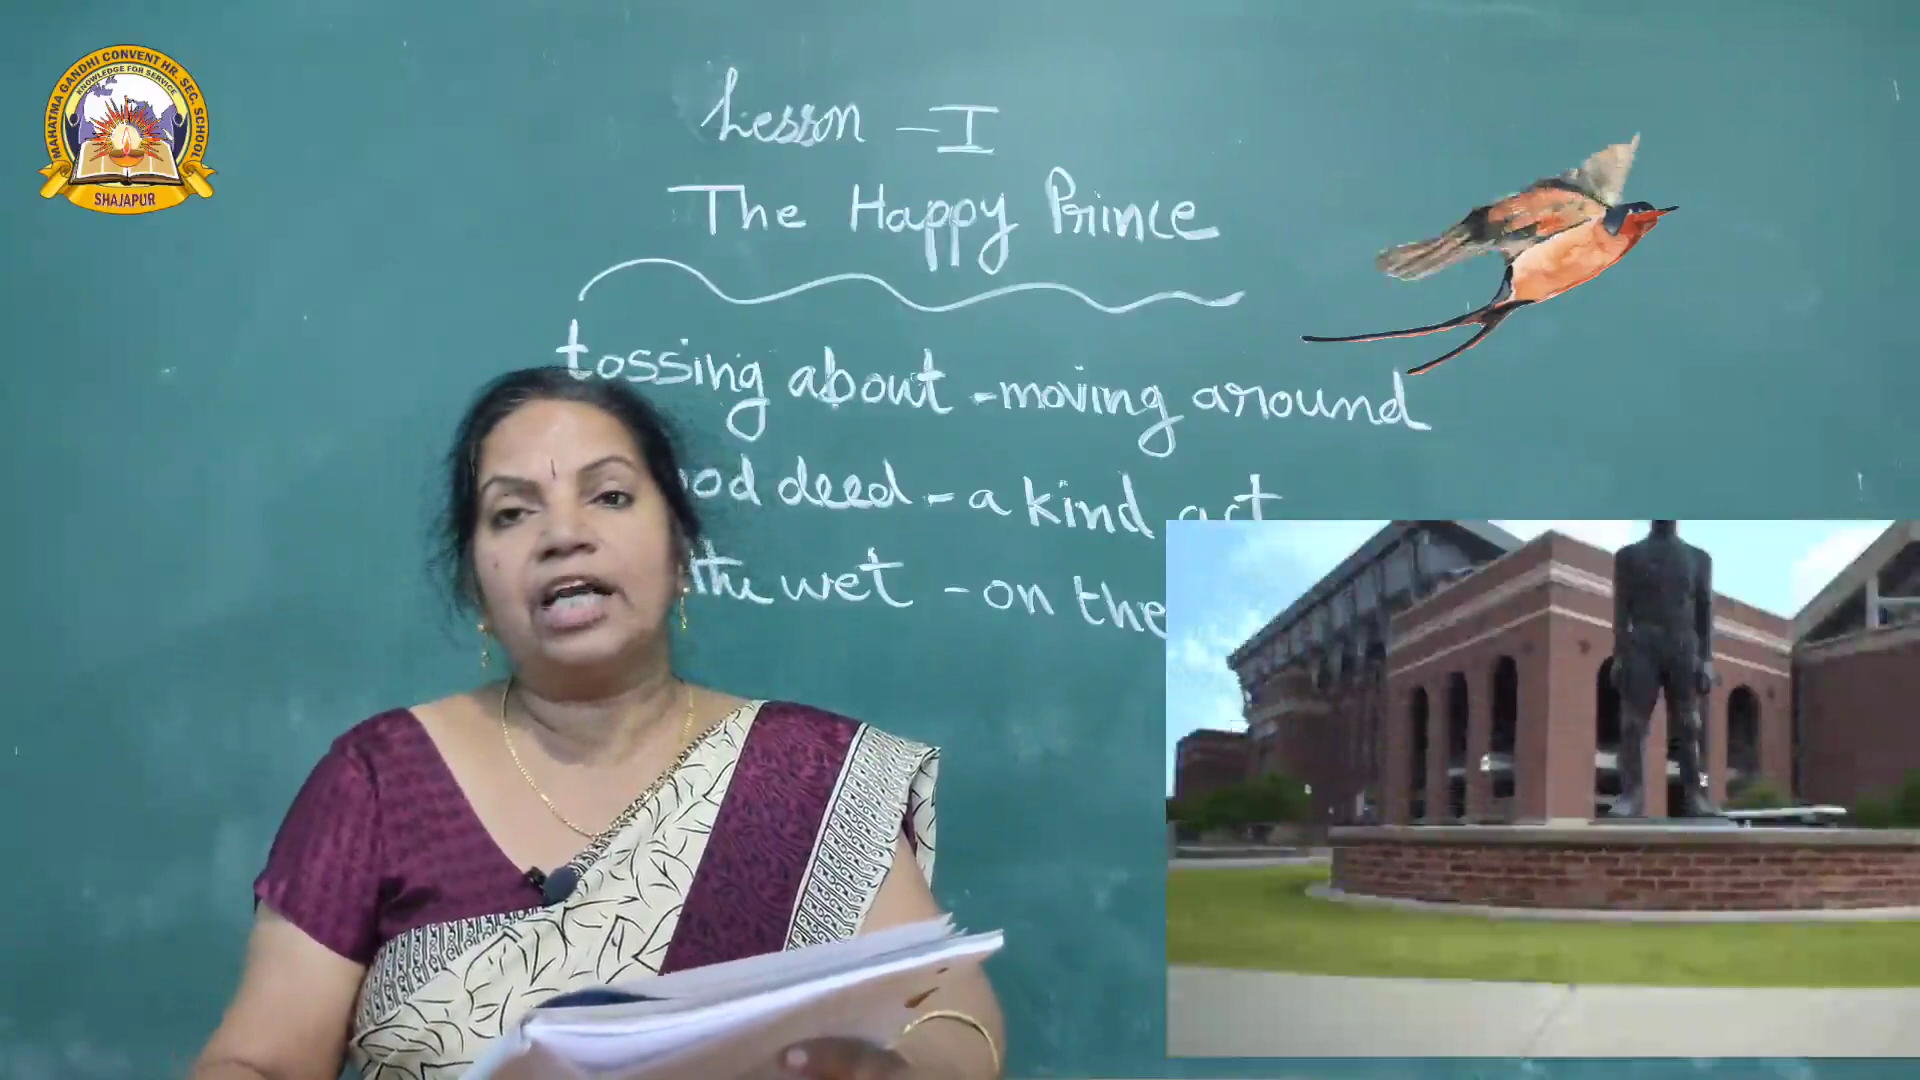 MAHATMA GANDHI CONVENT HR. SEC. SCHOOL
KNOWLEDGE FOR SERVICE
SHAJAPUR
Lesson - I
The Happy Prince
tossing about - moving around
deed - a kind act
the wet - on the